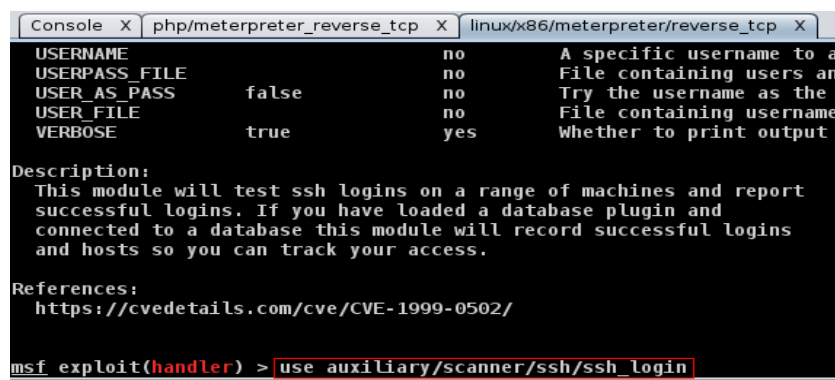 Console X php/meterpreter_reverse_tcp X linux/x86/meterpreter/reverse_tcp X
USERNAME no A specific username to a
USERPASS_FILE no File containing users an
USER_AS_PASS false no Try the username as the
USER_FILE no File containing username
VERBOSE true yes Whether to print output
Description:
This module will test ssh logins on a range of machines and report
successful logins. If you have loaded a database plugin and
connected to a database this module will record successful logins
and hosts so you can track your access.
References:
https://cvedetails.com/cve/CVE-1999-0502/
msf exploit(handler) > use auxiliary/scanner/ssh/ssh_login